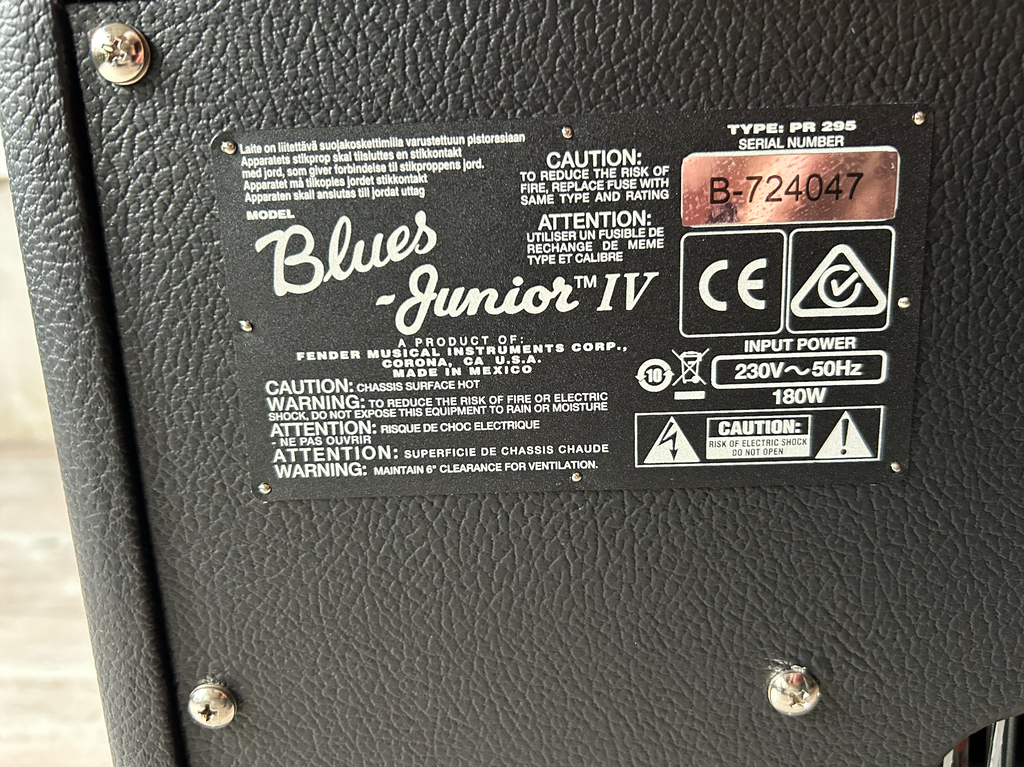 Laite on liitettävä suojakoskettimilla varustettuun pistorasiaan
Apparatets stikprop skal tilsluttes en stikkontakt
med jord, som giver forbindelse til stikproppens jord.
Apparatet må tilkoples jordet stikkontakt
Apparaten skall anslutas till jordat uttag
MODEL
Blues
Junior™ IV
A PRODUCT OF:
FENDER MUSICAL INSTRUMENTS CORP.,
CORONA, CA U.S.A.
MADE IN MEXICO
CAUTION: CHASSIS SURFACE HOT
WARNING: TO REDUCE THE RISK OF FIRE OR ELECTRIC
SHOCK, DO NOT EXPOSE THIS EQUIPMENT TO RAIN OR MOISTURE
ATTENTION: RISQUE DE CHOC ELECTRIQUE
- NE PAS OUVRIR
ATTENTION: SUPERFICIE DE CHASSIS CHAUDE
WARNING: MAINTAIN 6" CLEARANCE FOR VENTILATION.
CAUTION:
TO REDUCE THE RISK OF
FIRE, REPLACE FUSE WITH
SAME TYPE AND RATING
ATTENTION:
UTILISER UN FUSIBLE DE
RECHANGE DE MEME
TYPE ET CALIBRE
TYPE: PR 295
SERIAL NUMBER
B-724047
CE
INPUT POWER
10
230V~50Hz
180W
CAUTION:
RISK OF ELECTRIC SHOCK
DO NOT OPEN